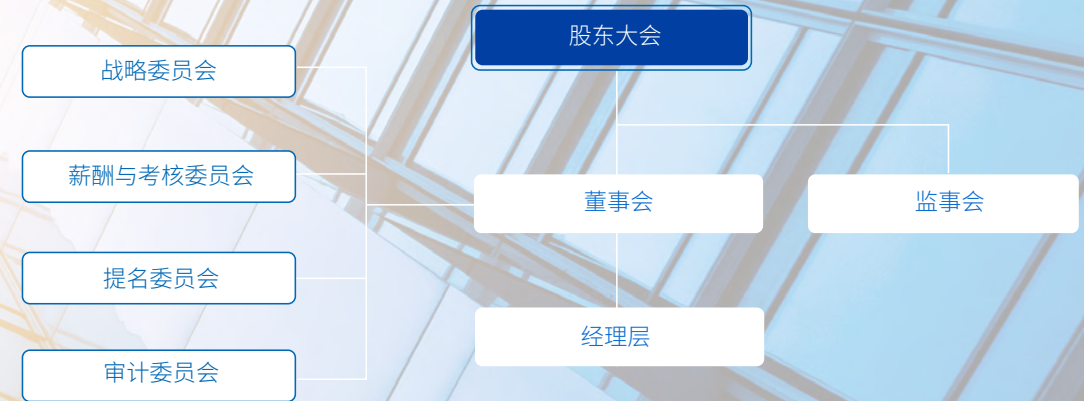 股东大会
战略委员会
薪酬与考核委员会
董事会
监事会
提名委员会
经理层
审计委员会